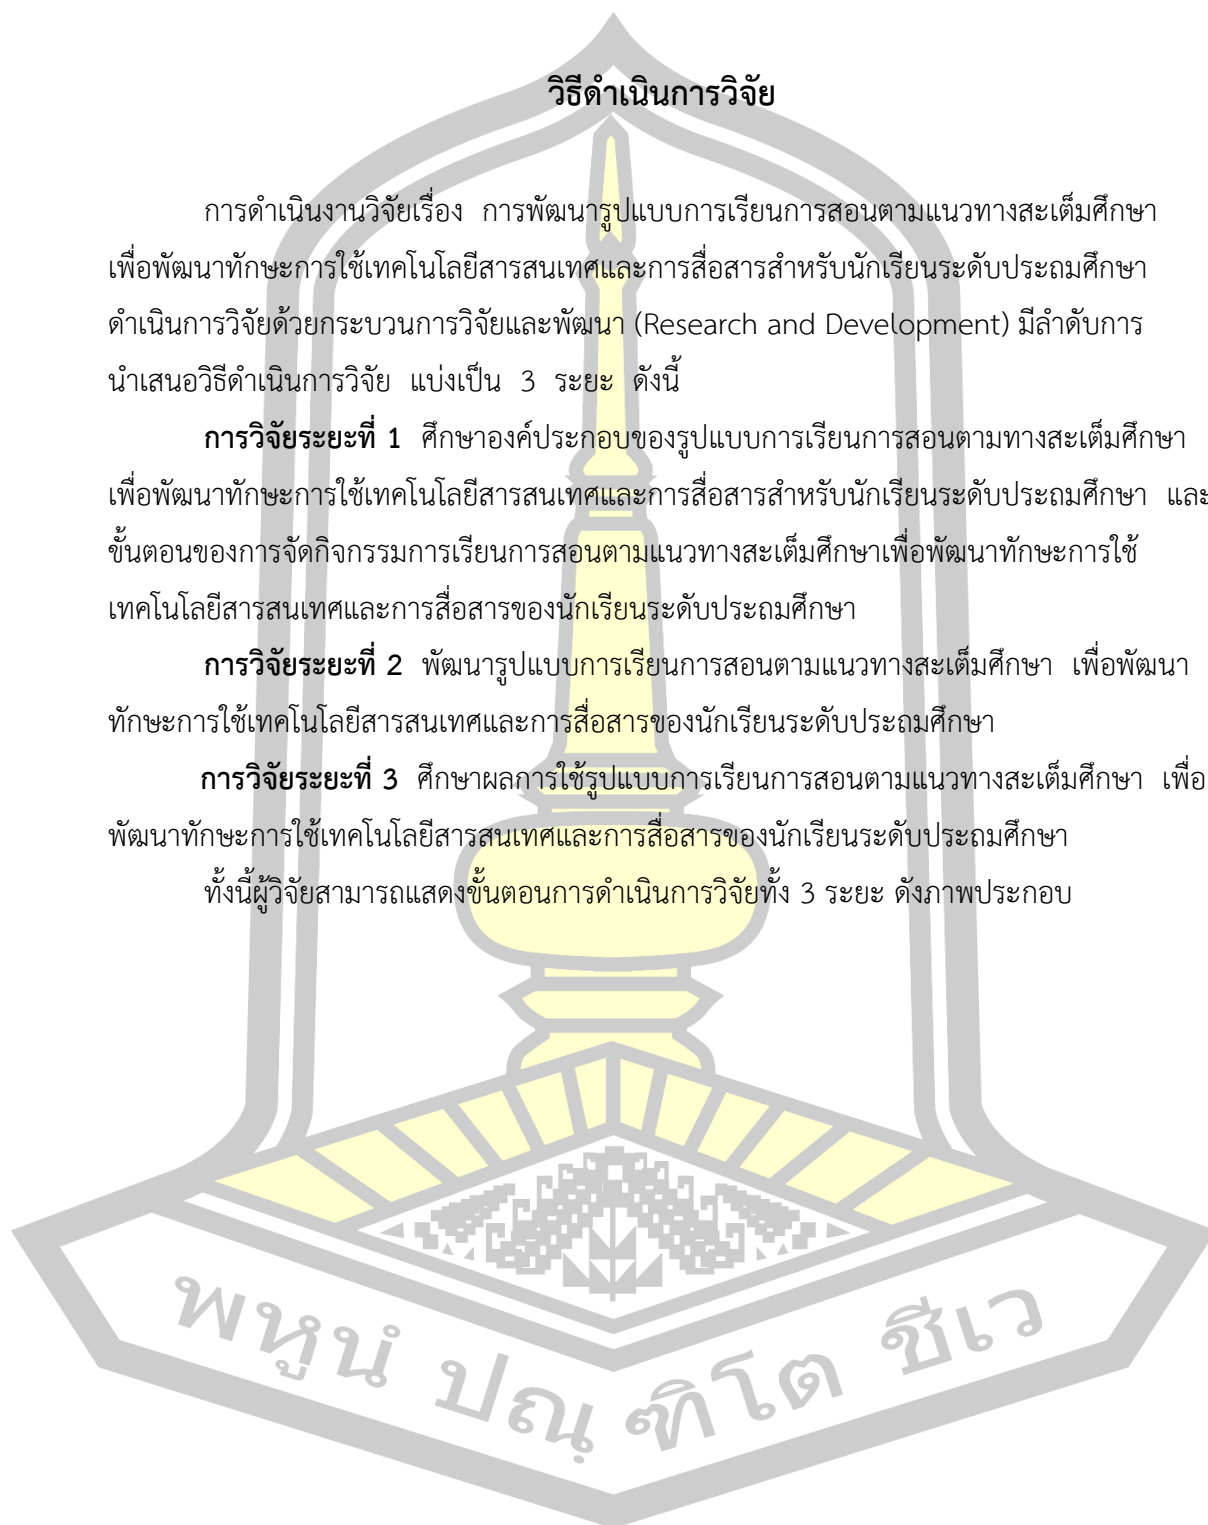 วิธีดำเนินการวิจัย
การดำเนินงานวิจัยเรื่อง การพัฒนารูปแบบการเรียนการสอนตามแนวทางสะเต็มศึกษา
เพื่อพัฒนาทักษะการใช้เทคโนโลยีสารสนเทศและการสื่อสารสำหรับนักเรียนระดับประถมศึกษา
ดำเนินการวิจัยด้วยกระบวนการวิจัยและพัฒนา (Research and Development) มีลำดับการ
นำเสนอวิธีดำเนินการวิจัย แบ่งเป็น 3 ระยะ ดังนี้
การวิจัยระยะที่ 1 ศึกษาองค์ประกอบของรูปแบบการเรียนการสอนตามทางสะเต็มศึกษา
เพื่อพัฒนาทักษะการใช้เทคโนโลยีสารสนเทศและการสื่อสารสำหรับนักเรียนระดับประถมศึกษา และ
ขั้นตอนของการจัดกิจกรรมการเรียนการสอนตามแนวทางสะเต็มศึกษาเพื่อพัฒนาทักษะการใช้
เทคโนโลยีสารสนเทศและการสื่อสารของนักเรียนระดับประถมศึกษา
การวิจัยระยะที่ 2 พัฒนารูปแบบการเรียนการสอนตามแนวทางสะเต็มศึกษา เพื่อพัฒนา
ทักษะการใช้เทคโนโลยีสารสนเทศและการสื่อสารของนักเรียนระดับประถมศึกษา
การวิจัยระยะที่ 3 ศึกษาผลการใช้รูปแบบการเรียนการสอนตามแนวทางสะเต็มศึกษา เพื่อ
พัฒนาทักษะการใช้เทคโนโลยีสารสนเทศและการสื่อสารของนักเรียนระดับประถมศึกษา
ทั้งนี้ผู้วิจัยสามารถแสดงขั้นตอนการดำเนินการวิจัยทั้ง 3 ระยะ ดังภาพประกอบ
พหูนํ ปณฺฑิโต ชีเว